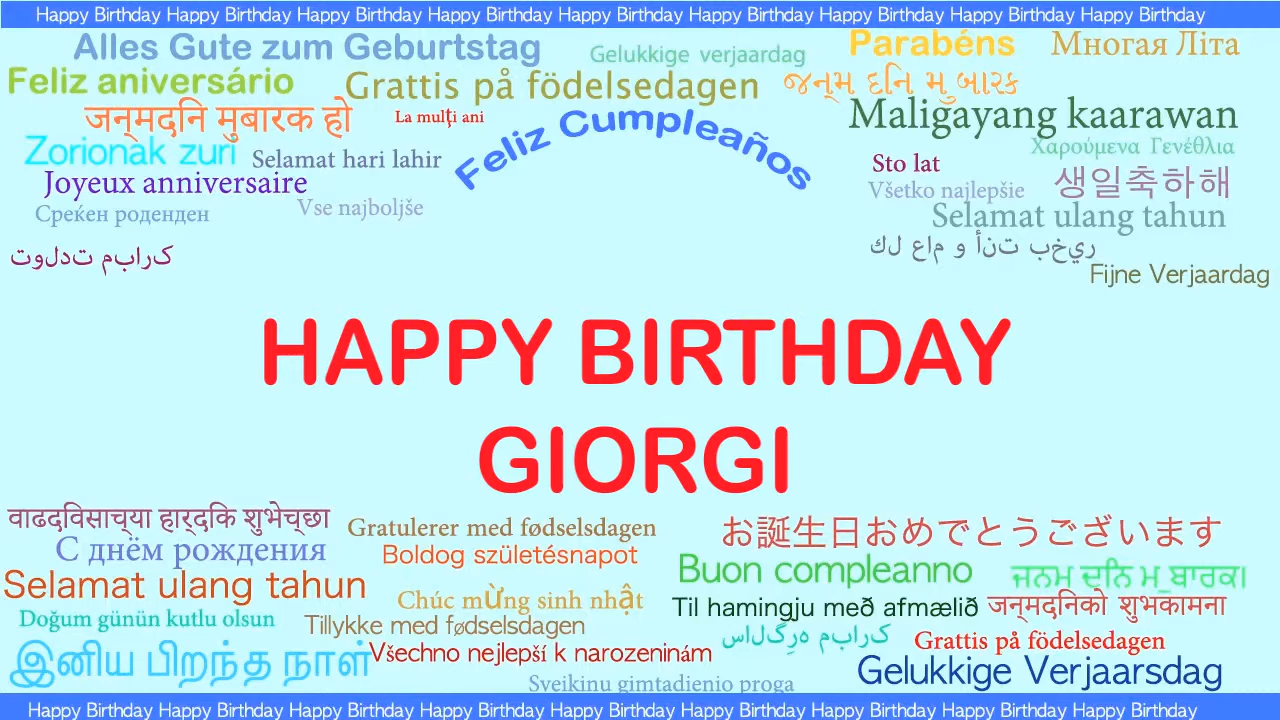 Happy Birthday Happy Birthday Happy Birthday Happy Birthday Happy Birthday Happy Birthday Happy Birthday Happy Birthday Happy Birthday
Alles Gute zum Geburtstag
Gelukkige verjaardag
Parabéns
Многая Літа
Feliz aniversário
Grattis på födelsedagen
જન્મ દનિ મુબારક
जन्मदनि मुबारक हो
La mulţi ani
Feliz Cumpleaños
Maligayang kaarawan
Zorionak zuri
Selamat hari lahir
Sto lat
Χαρούμενα Γενέθλια
Joyeux anniversaire
Všetko najlepšie
생일축하해
Среќен роденден
Vse najboljše
Selamat ulang tahun
تولدت مبارک
كل عام و أنت بخير
Fijne Verjaardag
HAPPY BIRTHDAY
GIORGI
वाढदविसाच्या हार्दकि शुभेच्छा
Gratulerer med fødselsdagen
お誕生日おめでとうございます
С днём рождения
Boldog születésnapot
Buon compleanno
ਜਨਮ ਦਨਿ ਮੁਬਾਰਕ।
Selamat ulang tahun
Chúc mừng sinh nhật
Til hamingju með afmælið
जन्मदनिको शुभकामना
Doğum günün kutlu olsun
Tillykke med fødselsdagen
سالگرہ مبارک
Grattis på födelsedagen
இனிய பிறந்த நாள்
Všechno nejlepší k narozeninám
Gelukkige Verjaarsdag
Sveikinu gimtadienio proga
Happy Birthday Happy Birthday Happy Birthday Happy Birthday Happy Birthday Happy Birthday Happy Birthday Happy Birthday Happy Birthday